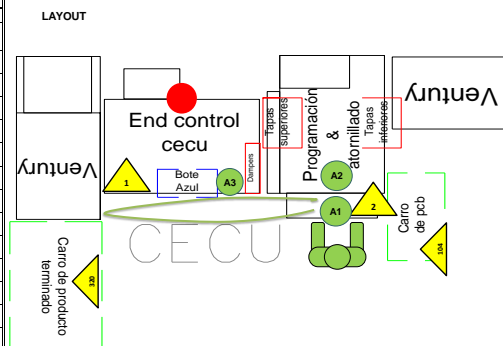 LAYOUT
Ventury
End control
cecu
1
Bote
Azul
A3
Dampers
Tapas
superiores
Programación
&
atornillado
Tapas
inferiores
A2
A1
2
Ventury
Carro
de pcb
104
CECU
Carro de producto
terminado
320